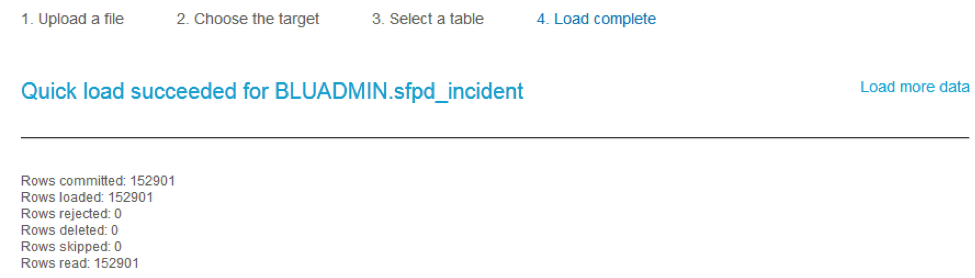 1. Upload a file 2. Choose the target 3. Select a table 4. Load complete
Quick load succeeded for BLUADMIN.sfpd_incident Load more data
Rows committed: 152901
Rows loaded: 152901
Rows rejected: 0
Rows deleted: 0
Rows skipped: 0
Rows read: 152901